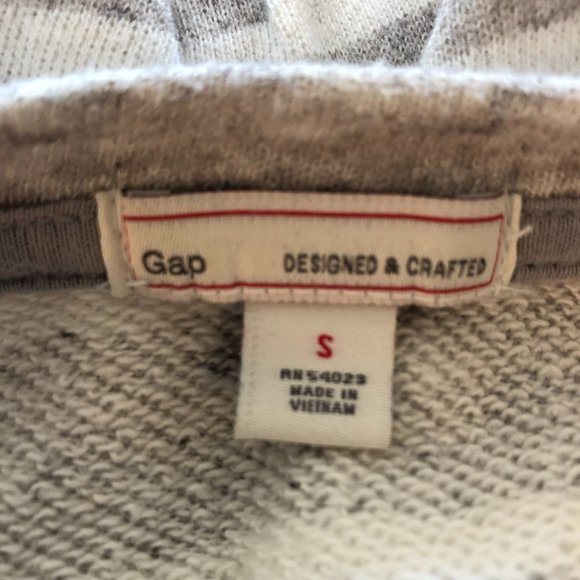 Gap DESIGNED & CRAFTED
S
RN 54023
MADE IN
VIETNAM